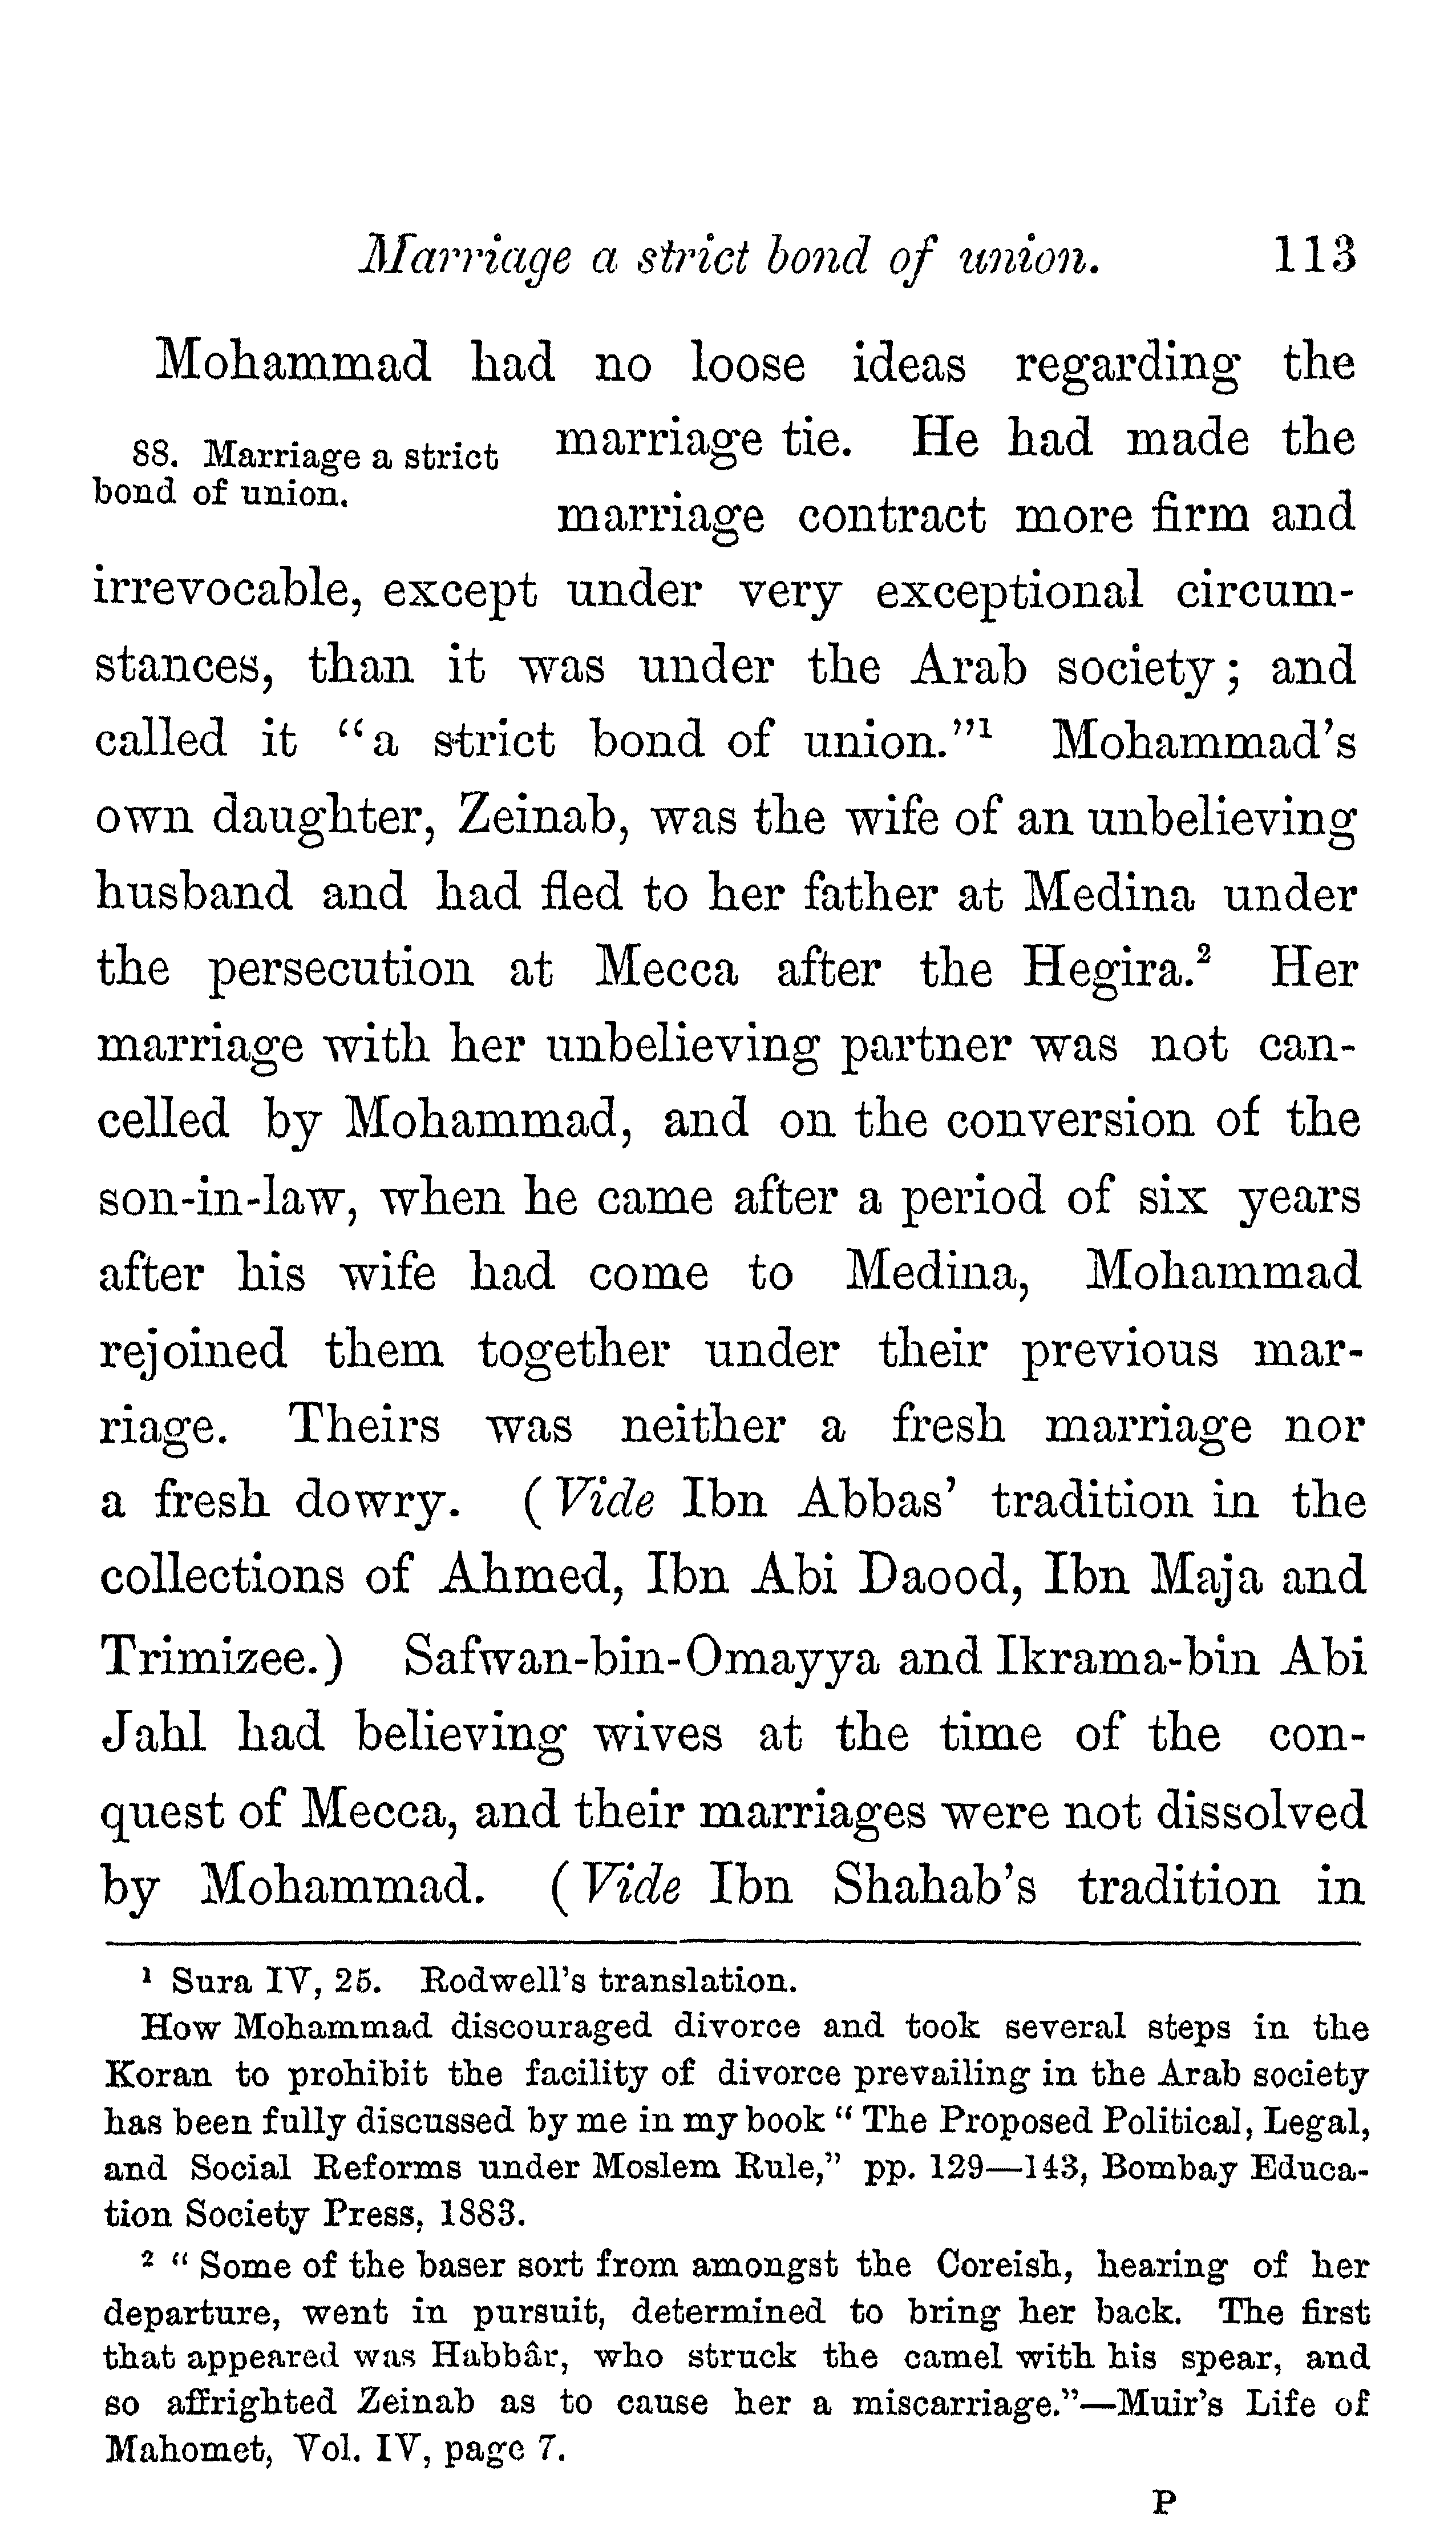 Marriage a strict bond of union. 113
Mohammad had no loose ideas regarding the
88. Marriage a strict
bond of union.
marriage tie. He had made the
marriage contract more firm and
irrevocable, except under very exceptional circum-
stances, than it was under the Arab society; and
called it "a strict bond of union."¹ Mohammad's
own daughter, Zeinab, was the wife of an unbelieving
husband and had fled to her father at Medina under
the persecution at Mecca after the Hegira.² Her
marriage with her unbelieving partner was not can-
celled by Mohammad, and on the conversion of the
son-in-law, when he came after a period of six years
after his wife had come to Medina, Mohammad
rejoined them together under their previous mar-
riage. Theirs was neither a fresh marriage nor
a fresh dowry. (Vide Ibn Abbas' tradition in the
collections of Ahmed, Ibn Abi Daood, Ibn Maja and
Trimizee.) Safwan-bin-Omayya and Ikrama-bin Abi
Jahl had believing wives at the time of the con-
quest of Mecca, and their marriages were not dissolved
by Mohammad. (Vide Ibn Shahab's tradition in
¹ Sura IV, 25. Rodwell's translation.
How Mohammad discouraged divorce and took several steps in the
Koran to prohibit the facility of divorce prevailing in the Arab society
has been fully discussed by me in my book "The Proposed Political, Legal,
and Social Reforms under Moslem Rule," pp. 129—143, Bombay Educa-
tion Society Press, 1883.
² "Some of the baser sort from amongst the Coreish, hearing of her
departure, went in pursuit, determined to bring her back. The first
that appeared was Habbâr, who struck the camel with his spear, and
so affrighted Zeinab as to cause her a miscarriage."—Muir's Life of
Mahomet, Vol. IV, page 7.
P